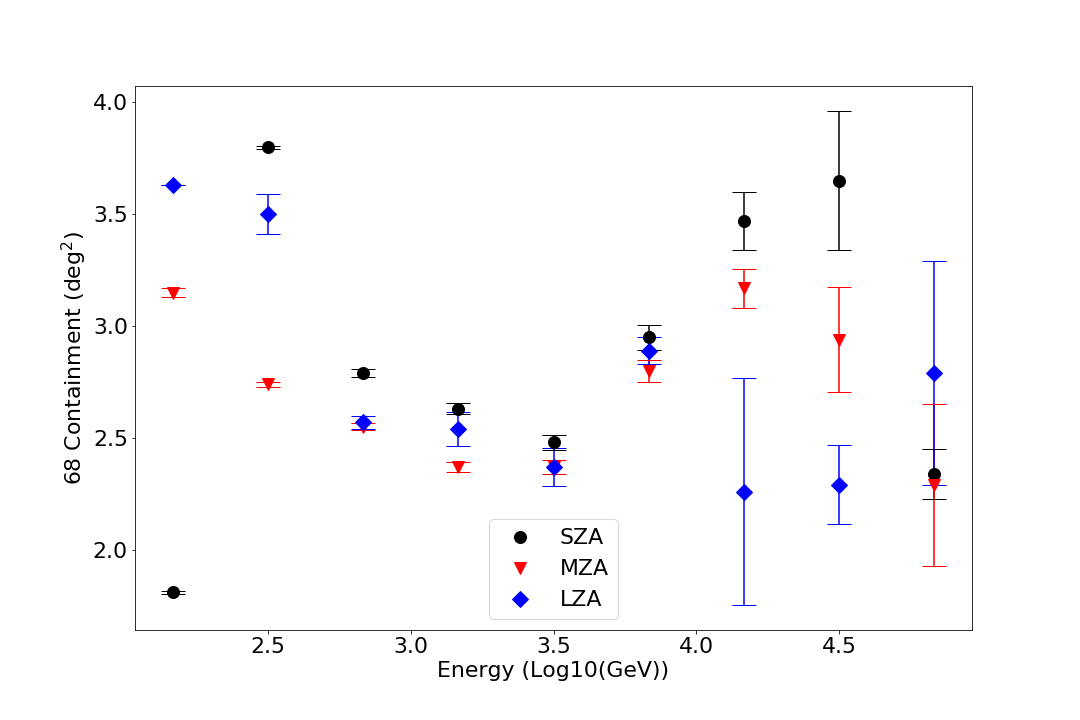 68 Containment (deg²)
4.0
3.5
3.0
2.5
2.0
SZA
MZA
LZA
2.5 3.0 3.5 4.0 4.5
Energy (Log10(GeV))